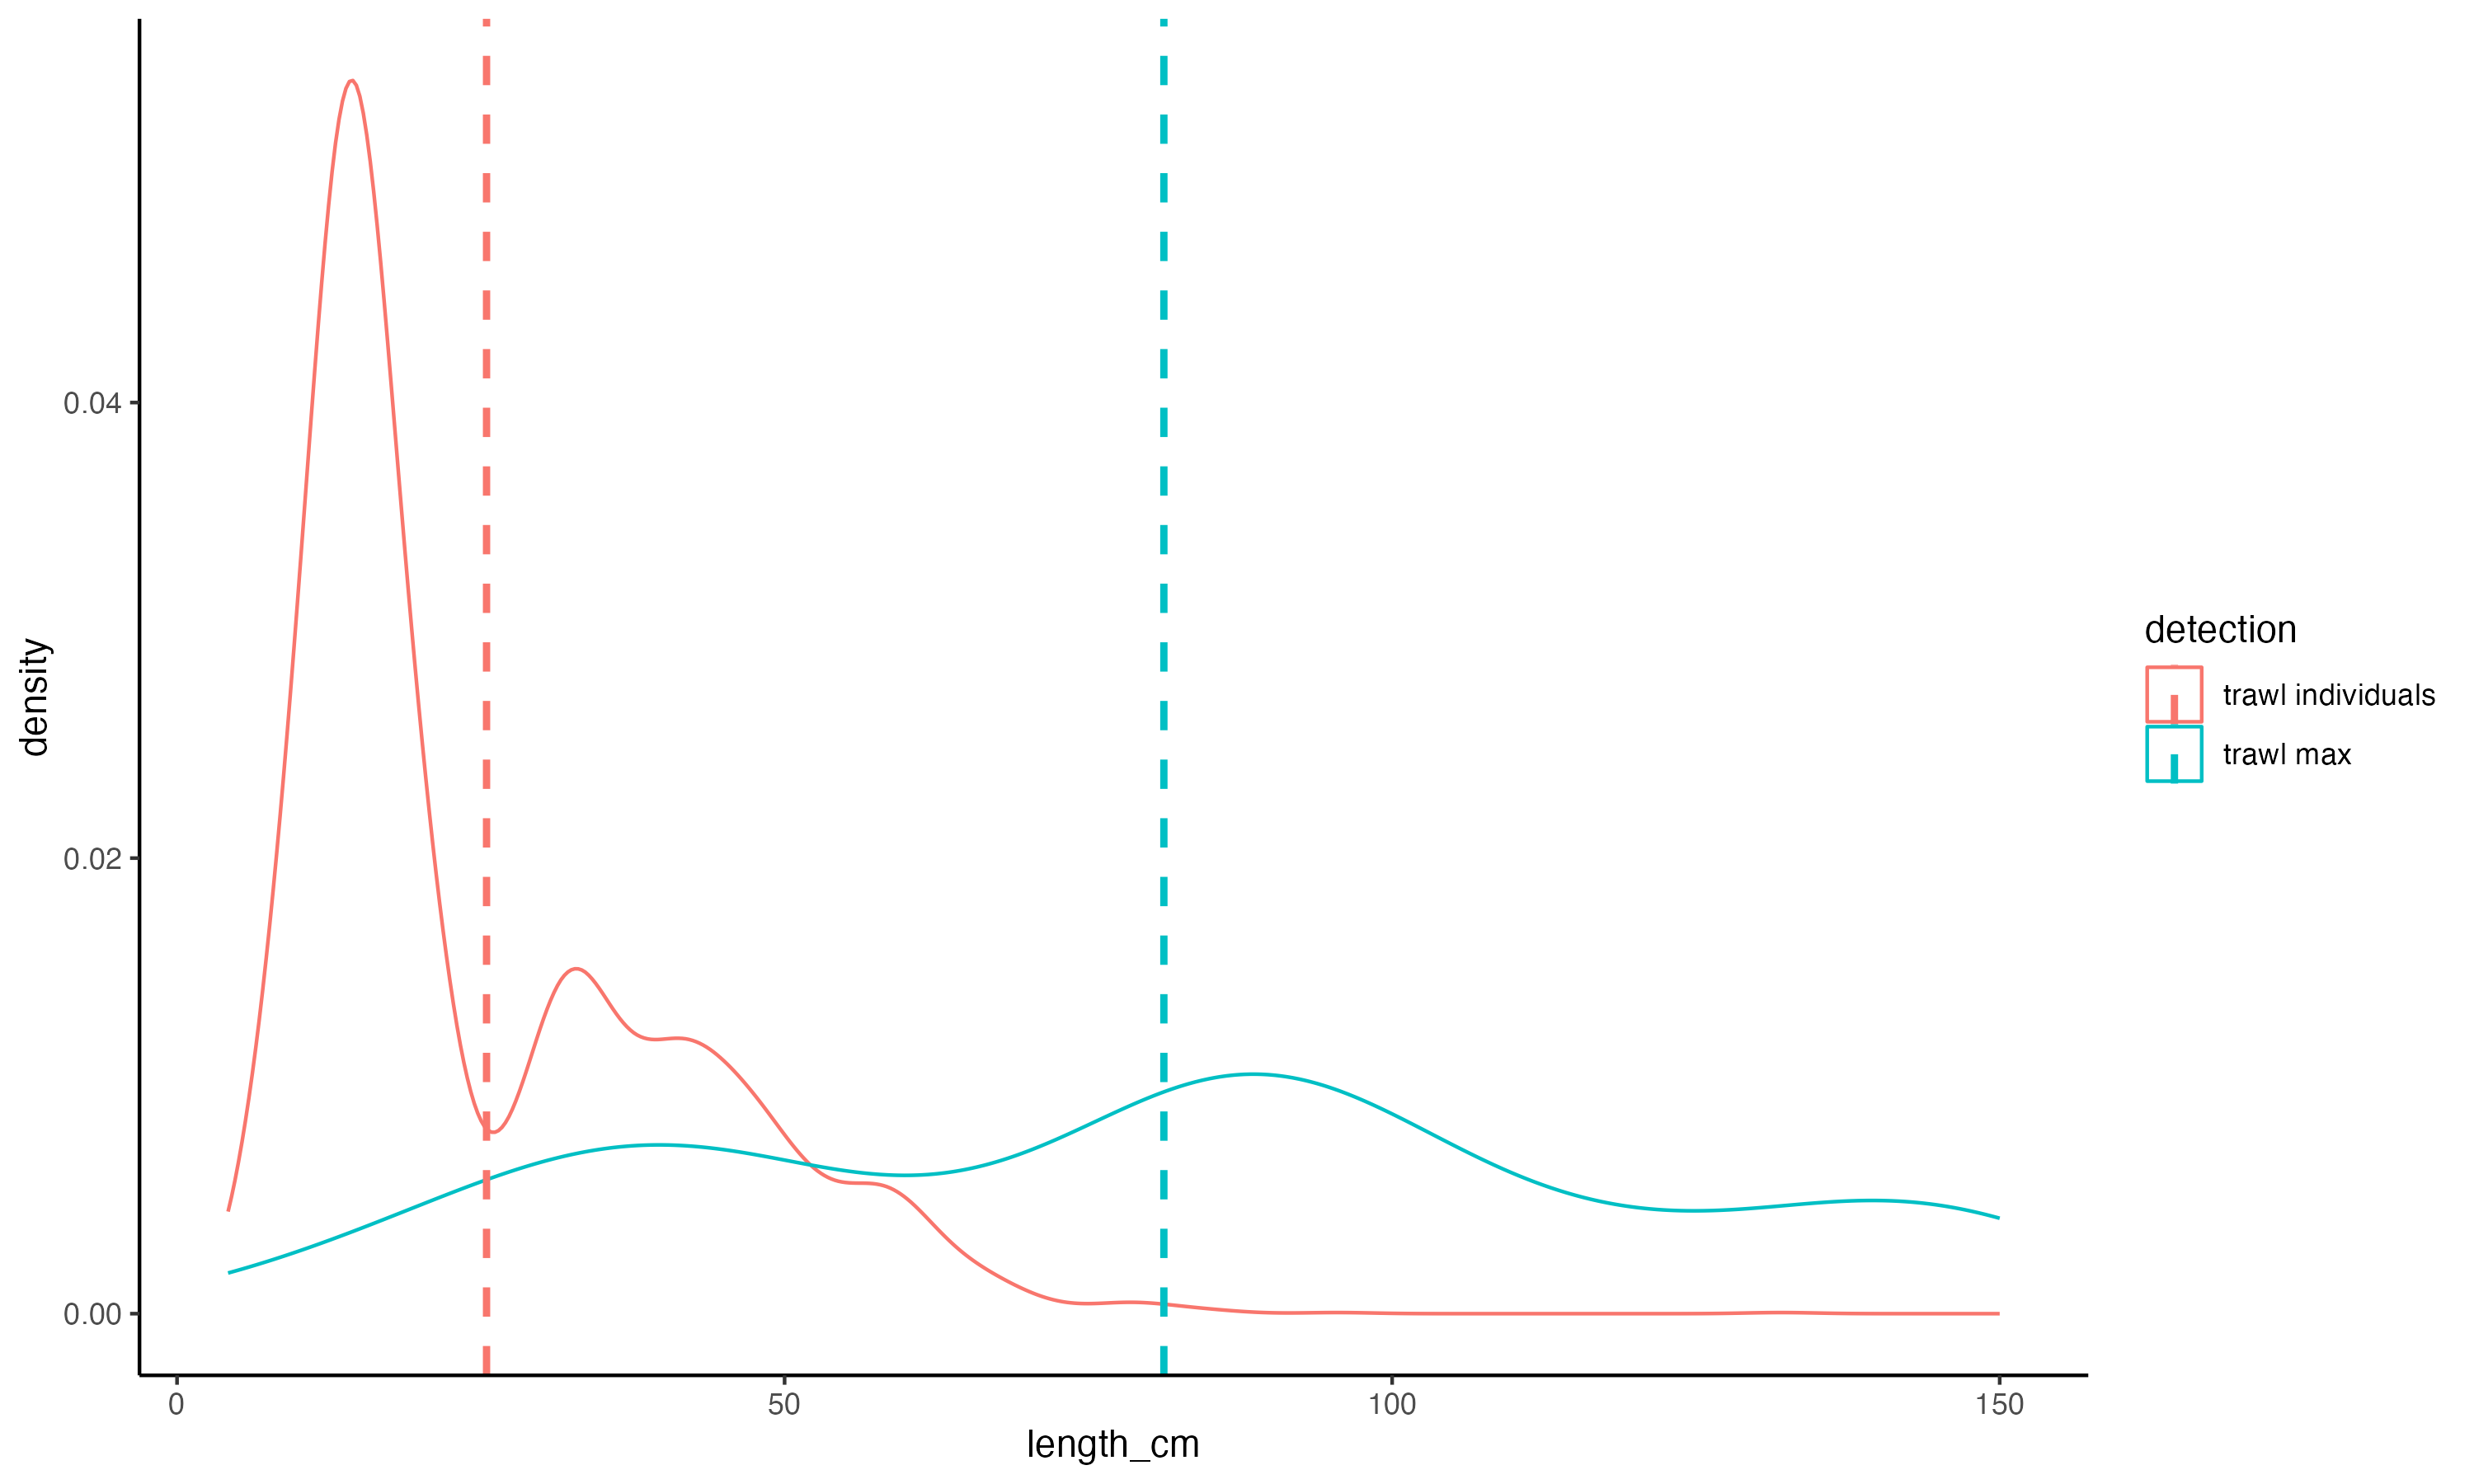 density
0.04
0.02
0.00
0
50
100
150
length_cm
detection
trawl individuals
trawl max